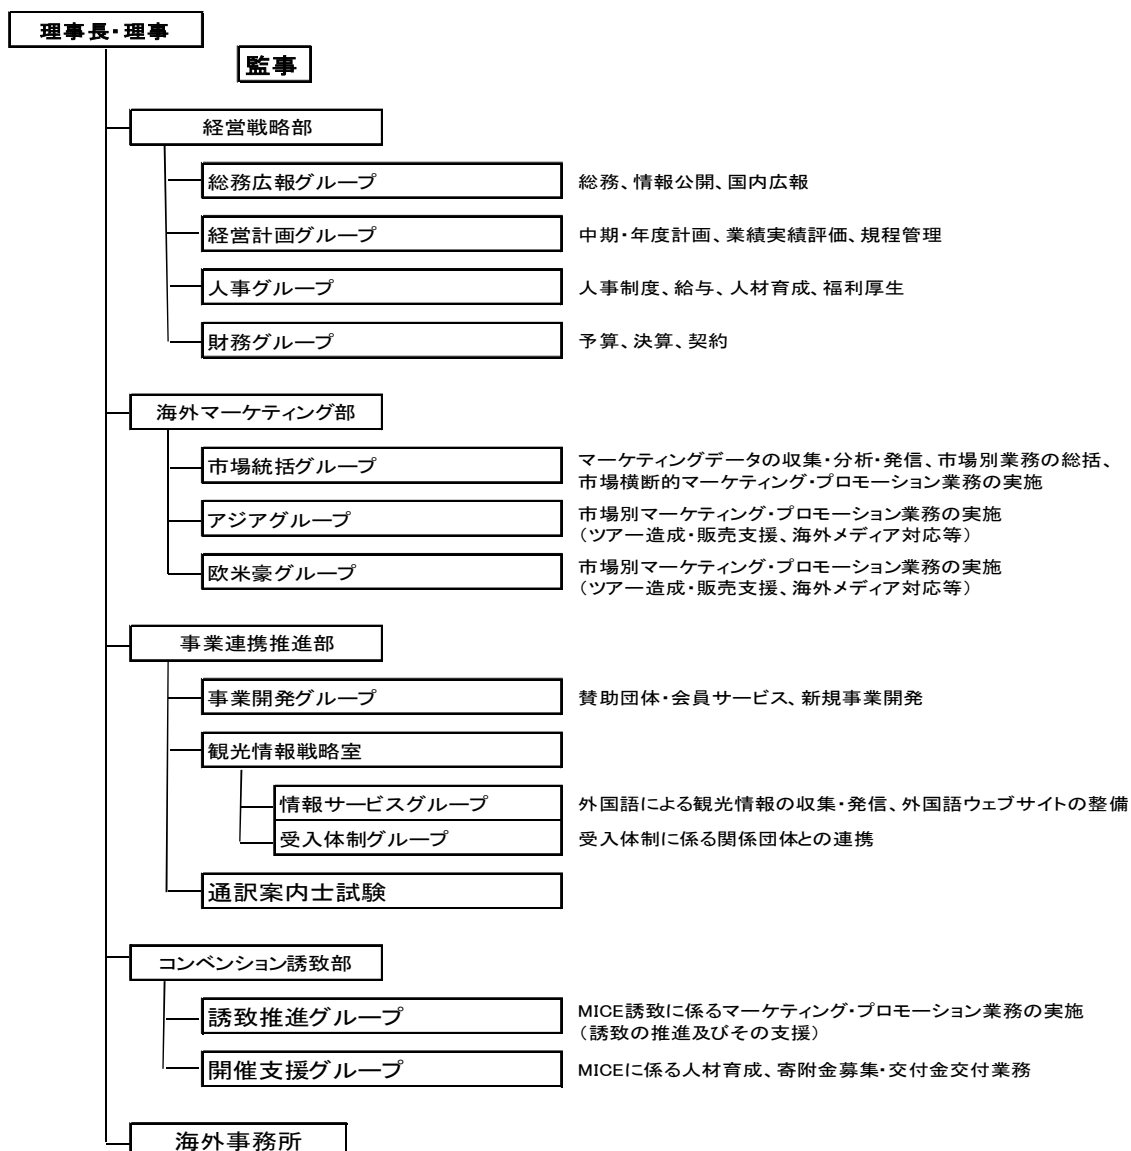 理事長・理事
監事
経営戦略部
総務広報グループ 総務、情報公開、国内広報
経営計画グループ 中期・年度計画、業績実績評価、規程管理
人事グループ 人事制度、給与、人材育成、福利厚生
財務グループ 予算、決算、契約
海外マーケティング部
市場統括グループ マーケティングデータの収集・分析・発信、市場別業務の総括、
市場横断的マーケティング・プロモーション業務の実施
アジアグループ 市場別マーケティング・プロモーション業務の実施
（ツアー造成・販売支援、海外メディア対応等）
欧米豪グループ 市場別マーケティング・プロモーション業務の実施
（ツアー造成・販売支援、海外メディア対応等）
事業連携推進部
事業開発グループ 賛助団体・会員サービス、新規事業開発
観光情報戦略室
情報サービスグループ 外国語による観光情報の収集・発信、外国語ウェブサイトの整備
受入体制グループ 受入体制に係る関係団体との連携
通訳案内士試験
コンベンション誘致部
誘致推進グループ MICE誘致に係るマーケティング・プロモーション業務の実施
（誘致の推進及びその支援）
開催支援グループ MICEに係る人材育成、寄附金募集・交付金交付業務
海外事務所